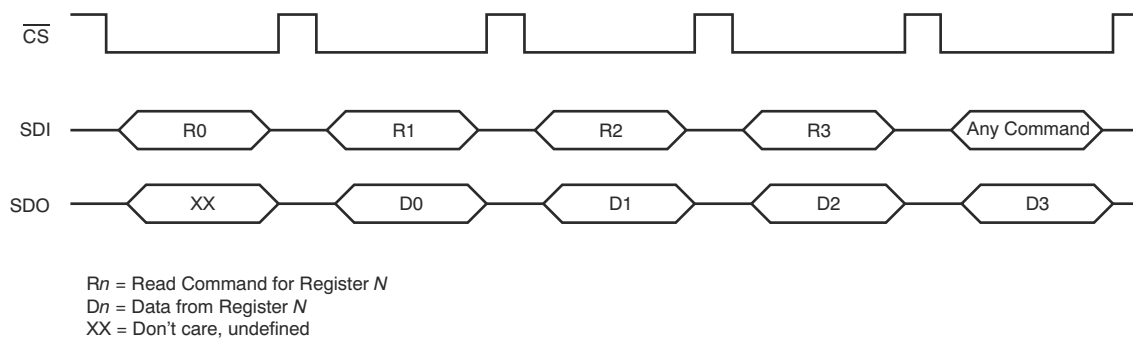 CS
SDI R0 R1 R2 R3 Any Command
SDO XX D0 D1 D2 D3
Rn = Read Command for Register N
Dn = Data from Register N
XX = Don't care, undefined